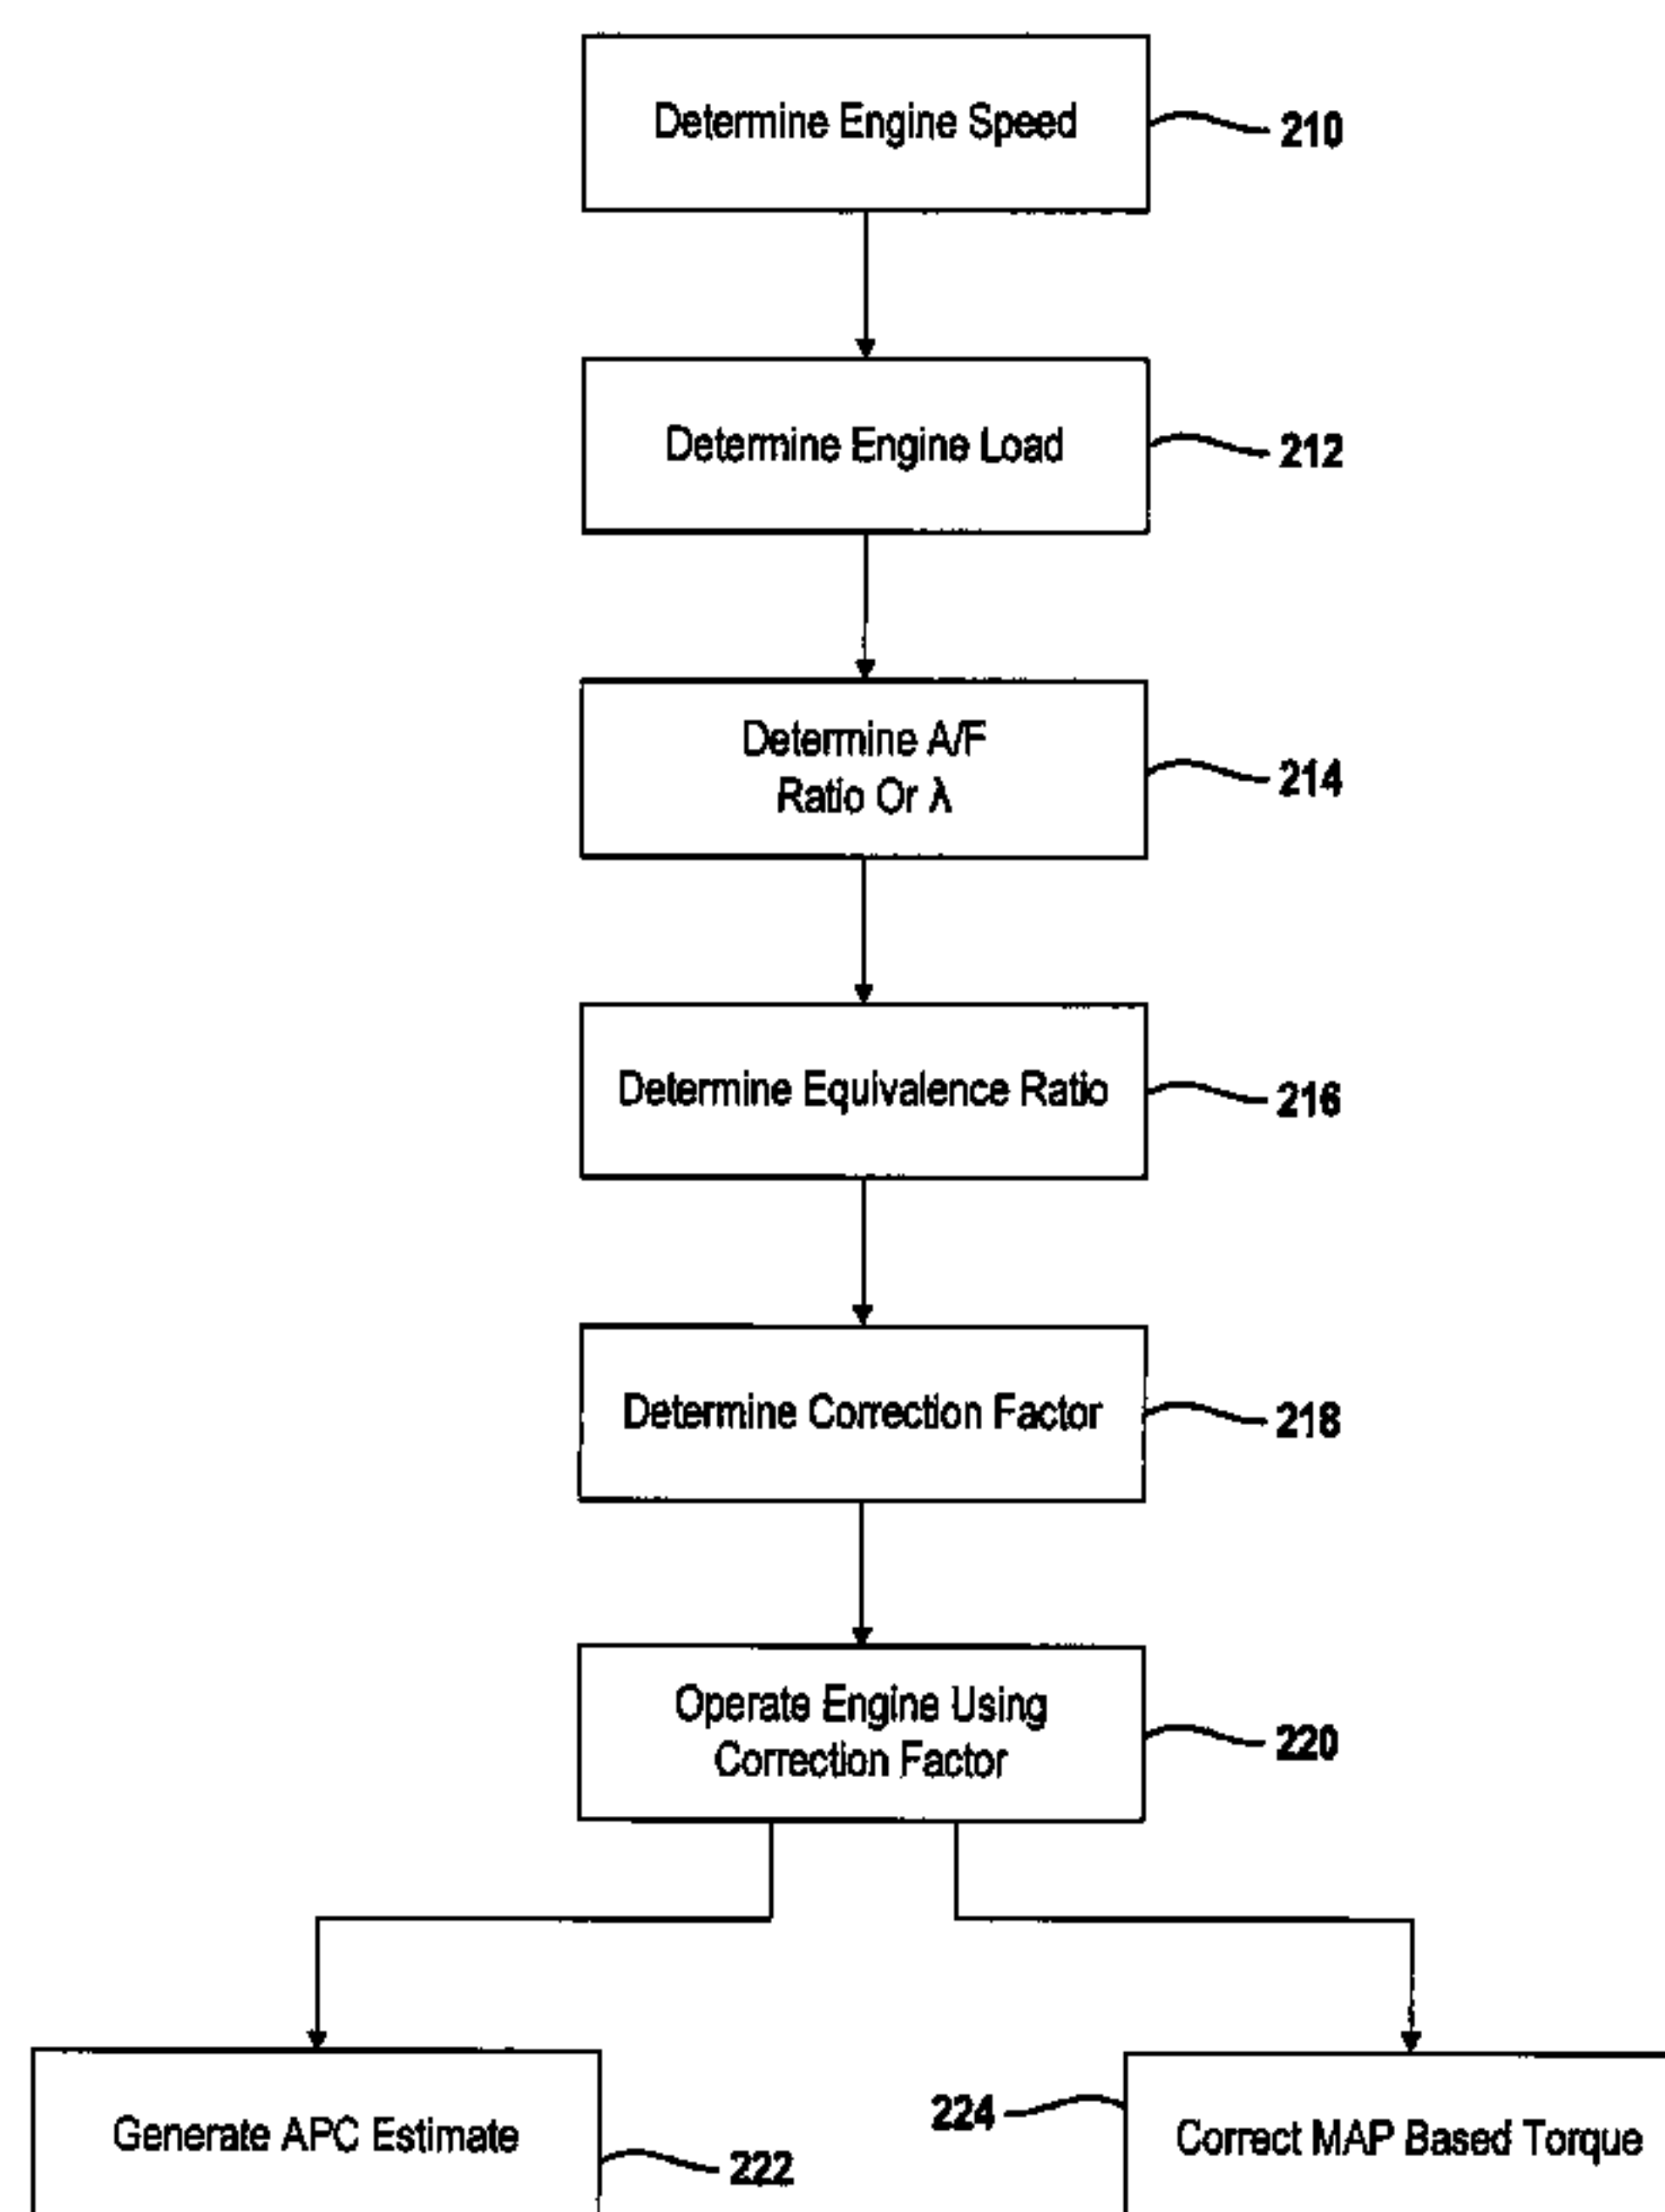 Determine Engine Speed
210
Determine Engine Load
212
Determine A/F
Ratio Or λ
214
Determine Equivalence Ratio
216
Determine Correction Factor
218
Operate Engine Using
Correction Factor
220
Generate APC Estimate
222
224
Correct MAP Based Torque